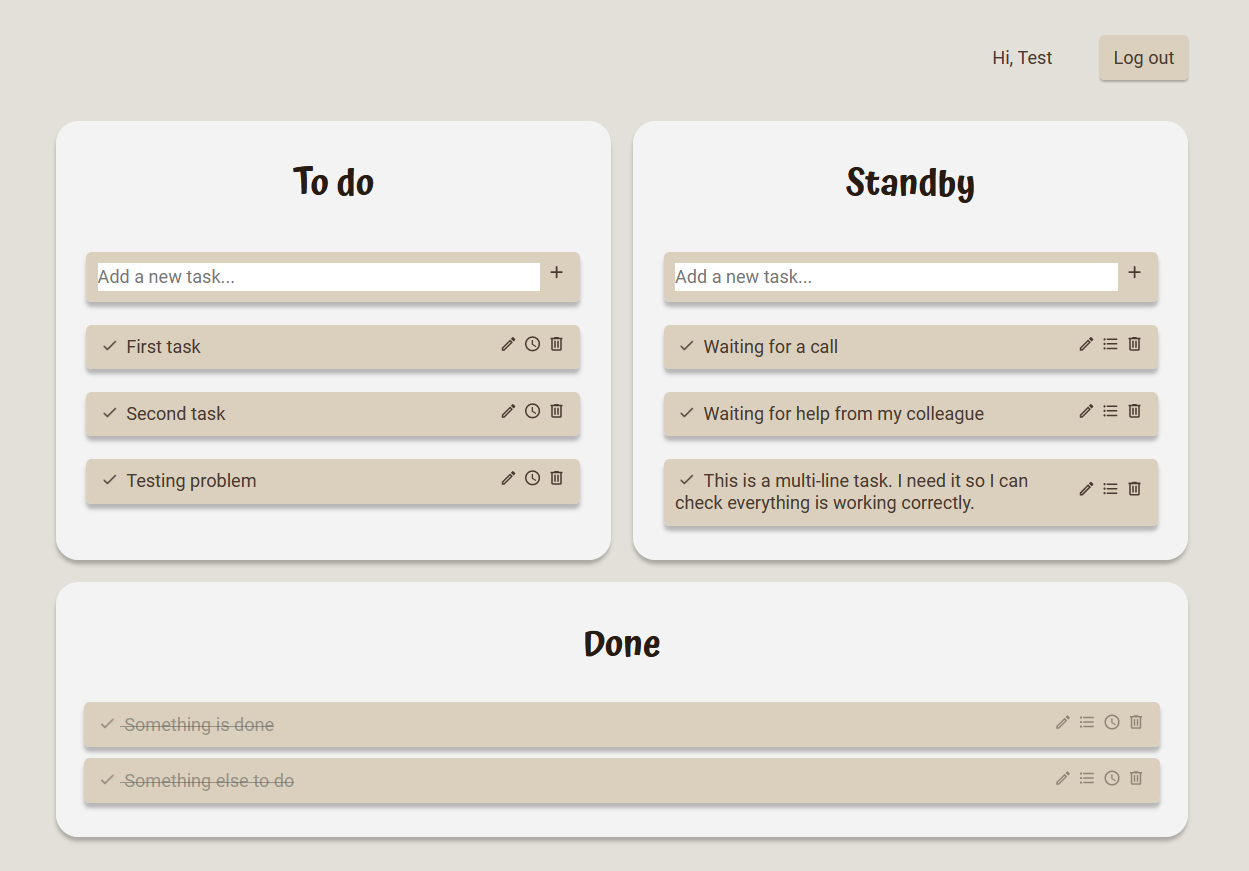 Hi, Test
Log out
To do
Add a new task...
First task
Second task
Testing problem
Standby
Add a new task...
Waiting for a call
Waiting for help from my colleague
This is a multi-line task. I need it so I can
check everything is working correctly.
Done
Something is done
Something else to do